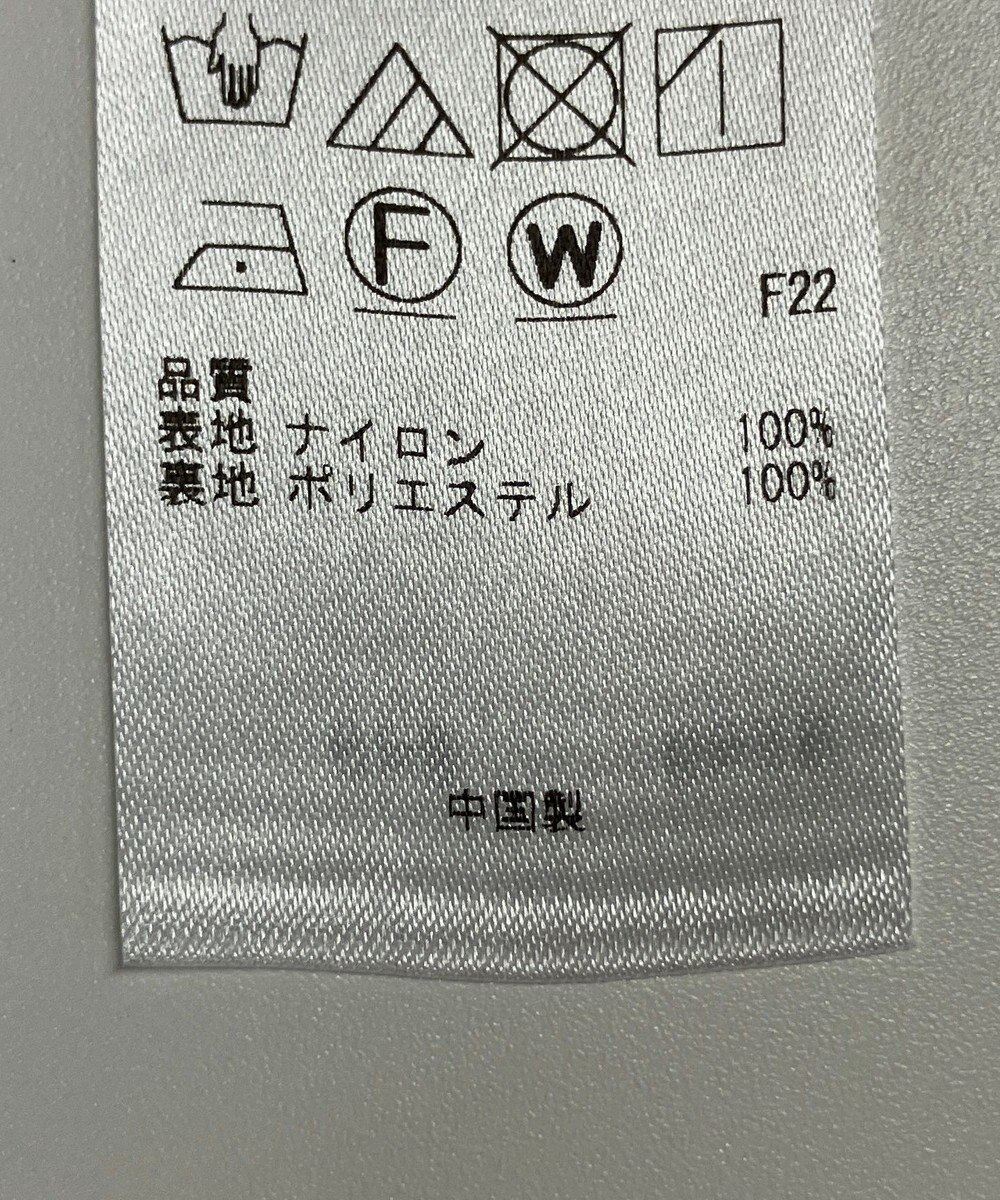 F W
F22
品質
表地 ナイロン 100%
裏地 ポリエステル 100%
中国製